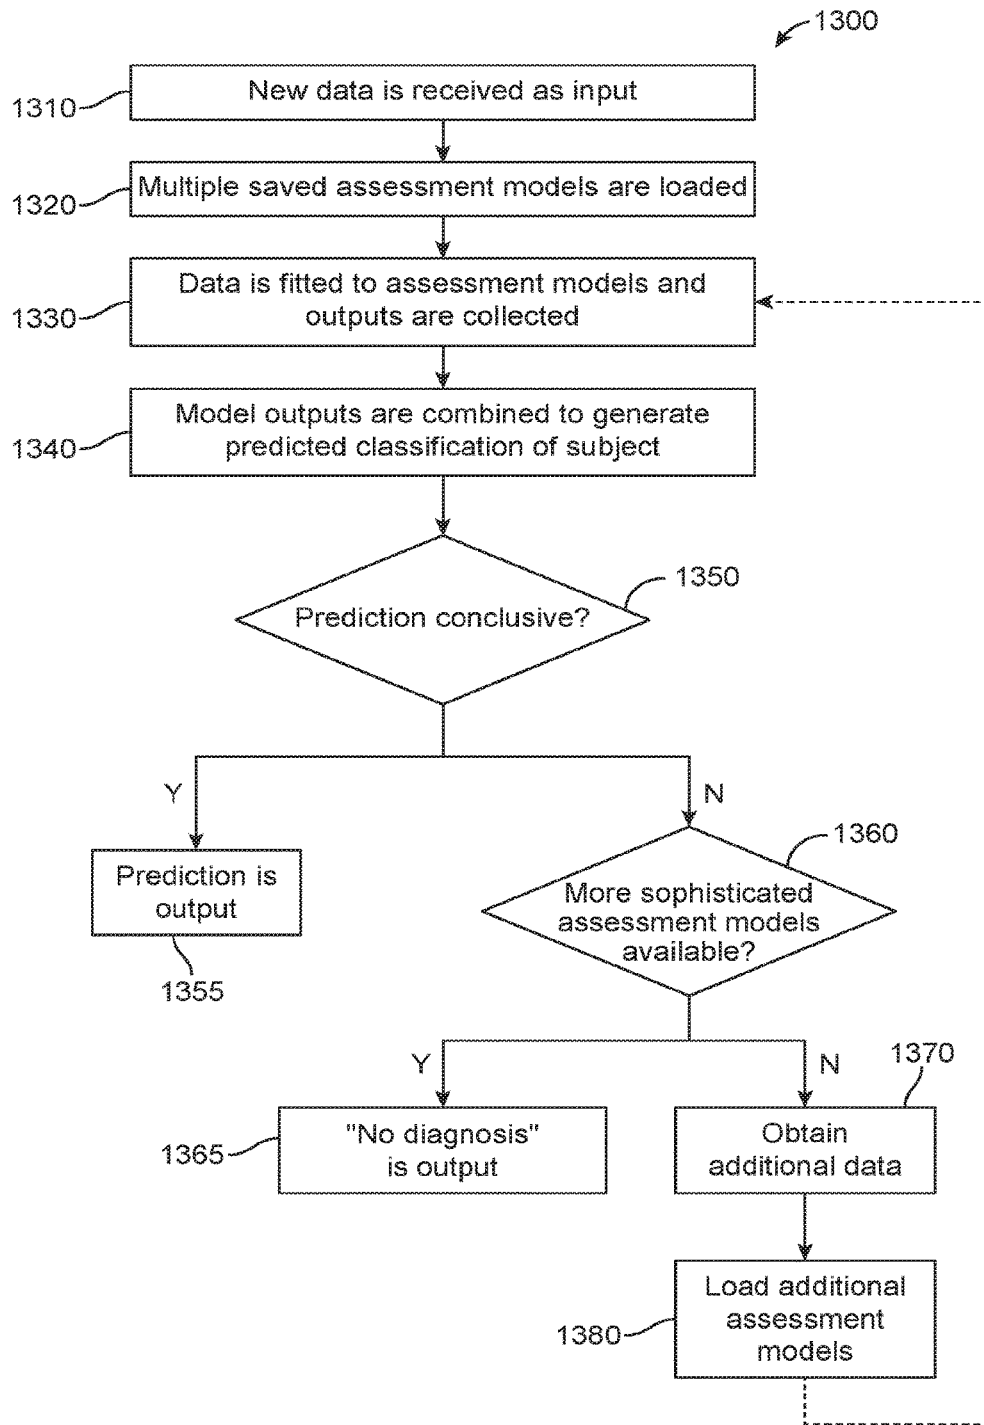 1300
New data is received as input
1310
Multiple saved assessment models are loaded
1320
Data is fitted to assessment models and
outputs are collected
1330
Model outputs are combined to generate
predicted classification of subject
1340
1350
Prediction conclusive?
Y
N
1360
Prediction is
output
1355
More sophisticated
assessment models
available?
Y
N
1370
"No diagnosis"
is output
1365
Obtain
additional data
Load additional
assessment
models
1380